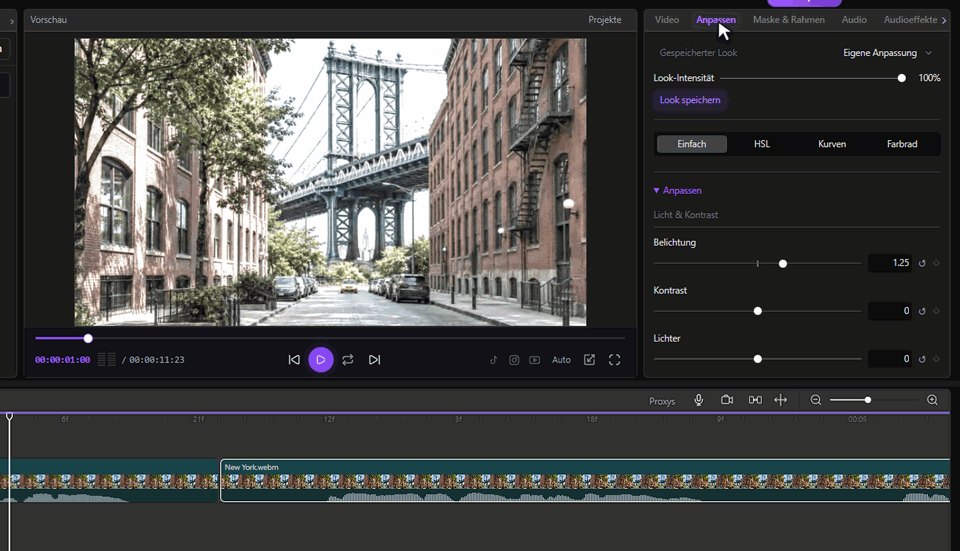 Vorschau
Projekte
Video Anpassen Maske & Rahmen Audio Audioeffekte
Gespeicherter Look Eigene Anpassung
Look-Intensität 100%
Look speichern
Einfach HSL Kurven Farbrad
Anpassen
Licht & Kontrast
Belichtung
1.25
Kontrast
0
Lichter
0
00:00:01:00 / 00:00:11:23 Auto
Proxys
6f 21f 12f 3f 18f 9f 00:05
New York.webm